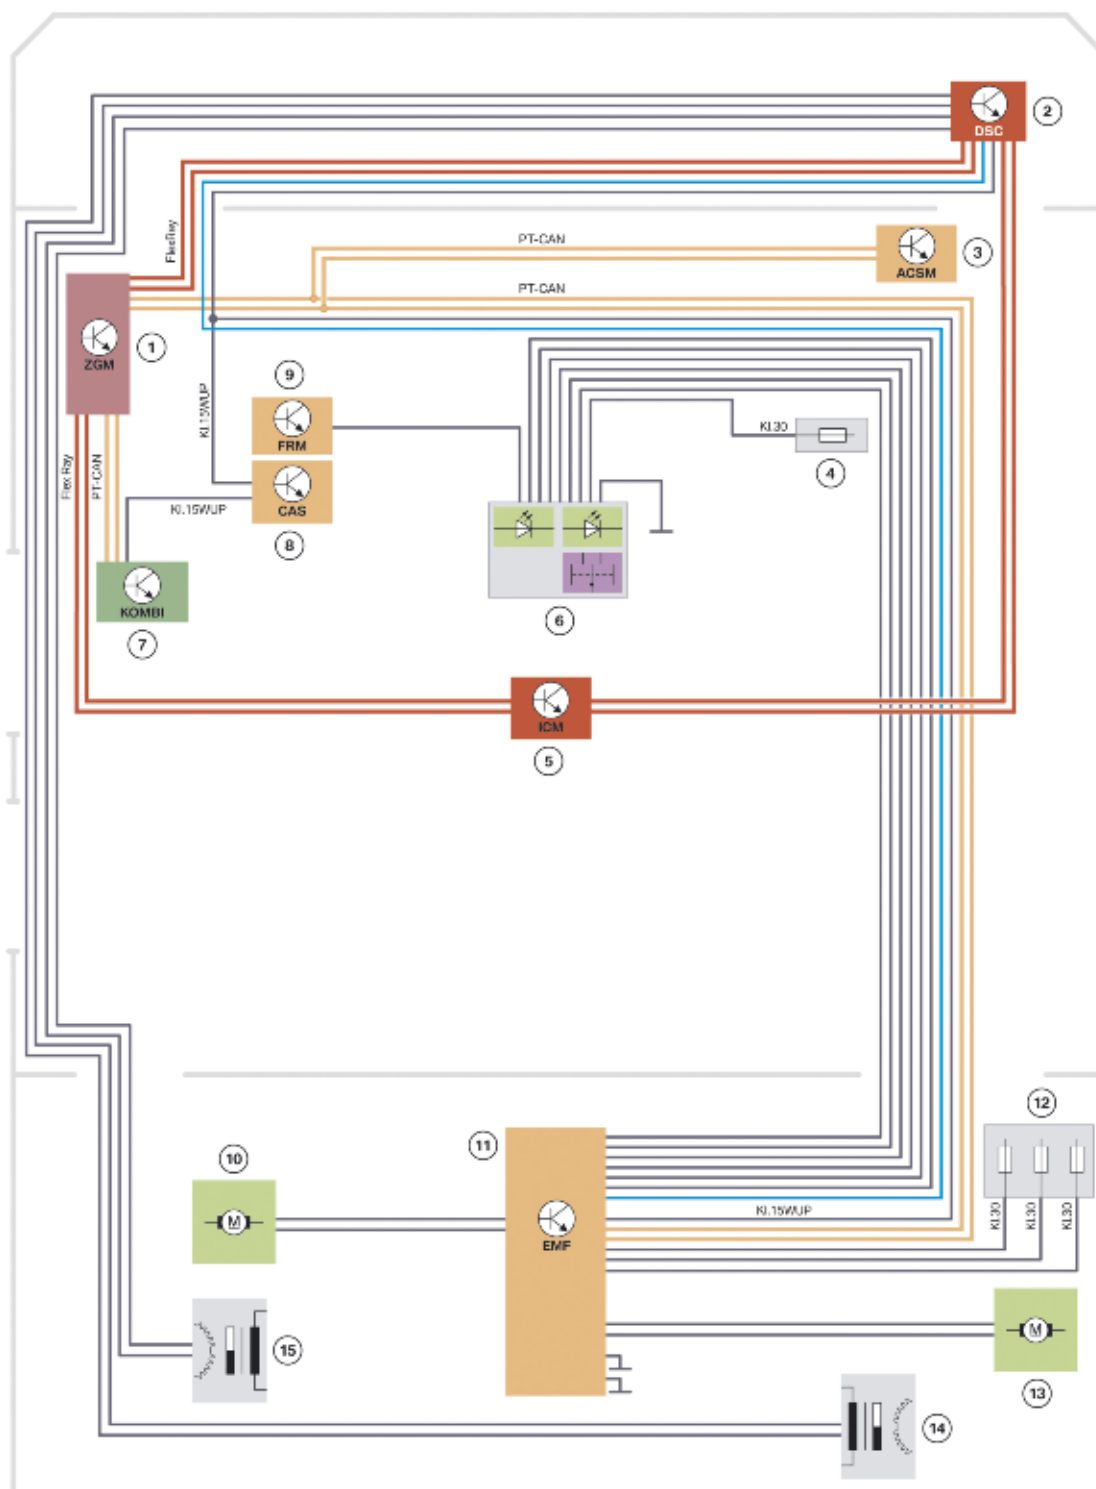 2
DSC
FlexRay
PT-CAN
3
ACSM
PT-CAN
1
ZGM
9
Kl.15WUP
FRM
Kl.30
4
Flex Ray
PT-CAN
Kl.15WUP
CAS
8
KOMBI
7
6
ICM
5
12
11
10
M
Kl.15WUP
Kl.30
Kl.30
Kl.30
EMF
15
M
13
14